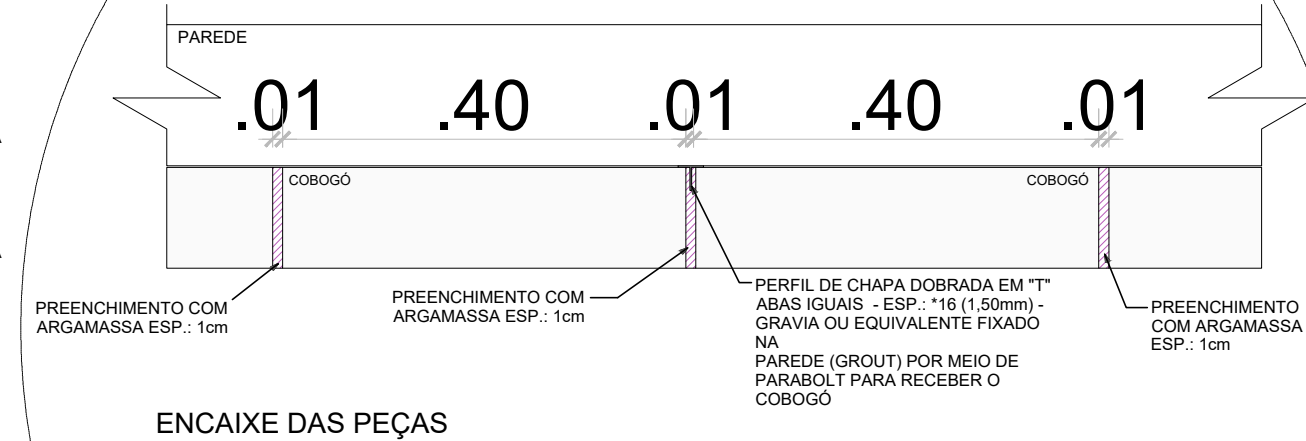 PAREDE
.01 .40 .01 .40 .01
COBOGÓ
COBOGÓ
PREENCHIMENTO COM
ARGAMASSA ESP.: 1cm
PREENCHIMENTO COM
ARGAMASSA ESP.: 1cm
PERFIL DE CHAPA DOBRADA EM "T"
ABAS IGUAIS - ESP.: *16 (1,50mm) -
GRAVIA OU EQUIVALENTE FIXADO
NA
PAREDE (GROUT) POR MEIO DE
PARABOLT PARA RECEBER O
COBOGÓ
PREENCHIMENTO
COM ARGAMASSA
ESP.: 1cm
ENCAIXE DAS PEÇAS